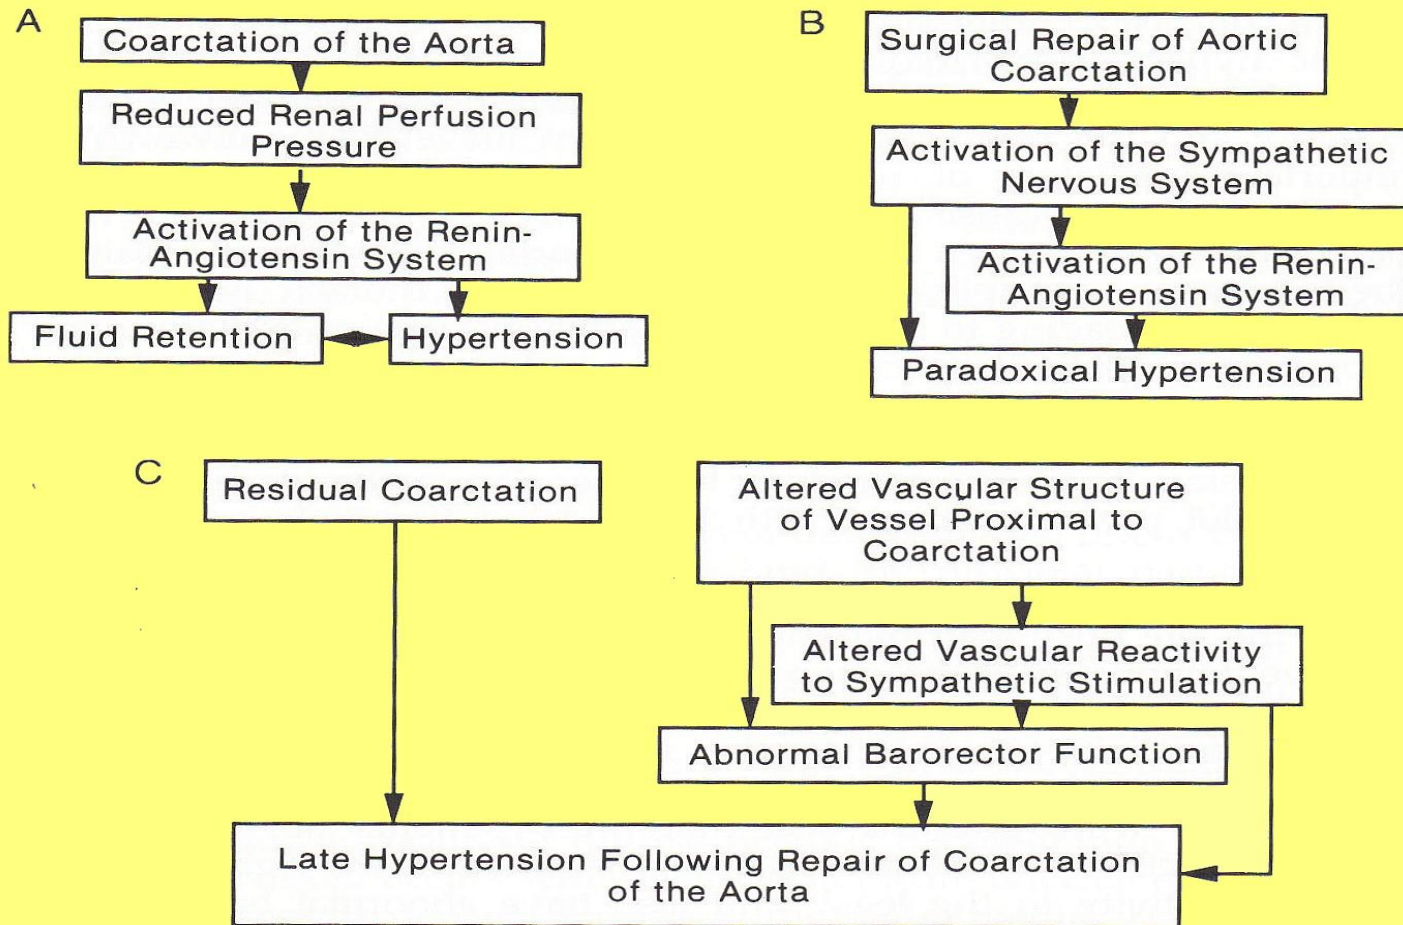 A
Coarctation of the Aorta
Reduced Renal Perfusion
Pressure
Activation of the Renin-
Angiotensin System
Fluid Retention
Hypertension
B
Surgical Repair of Aortic
Coarctation
Activation of the Sympathetic
Nervous System
Activation of the Renin-
Angiotensin System
Paradoxical Hypertension
C
Residual Coarctation
Altered Vascular Structure
of Vessel Proximal to
Coarctation
Altered Vascular Reactivity
to Sympathetic Stimulation
Abnormal Barorector Function
Late Hypertension Following Repair of Coarctation
of the Aorta